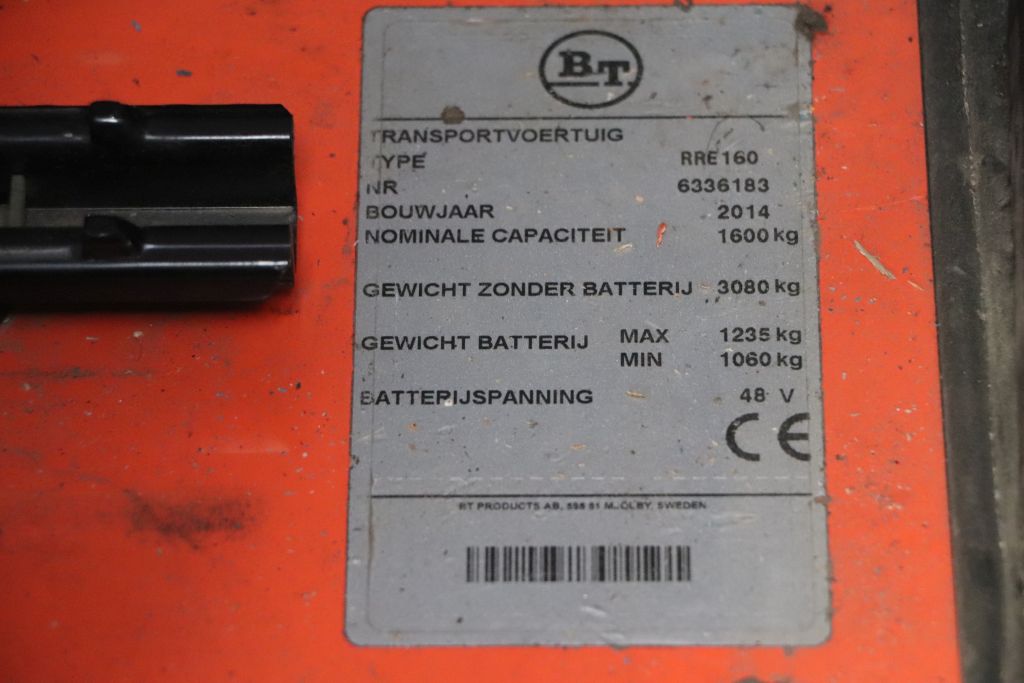 BT
TRANSPORTVOERTUIG
TYPE RRE160
NR 6336183
BOUWJAAR 2014
NOMINALE CAPACITEIT 1600 kg
GEWICHT ZONDER BATTERIJ 3080 kg
GEWICHT BATTERIJ MAX 1235 kg
MIN 1060 kg
BATTERIJSPANNING 48 V
CE
BT PRODUCTS AB, 595 81 MJÖLBY, SWEDEN